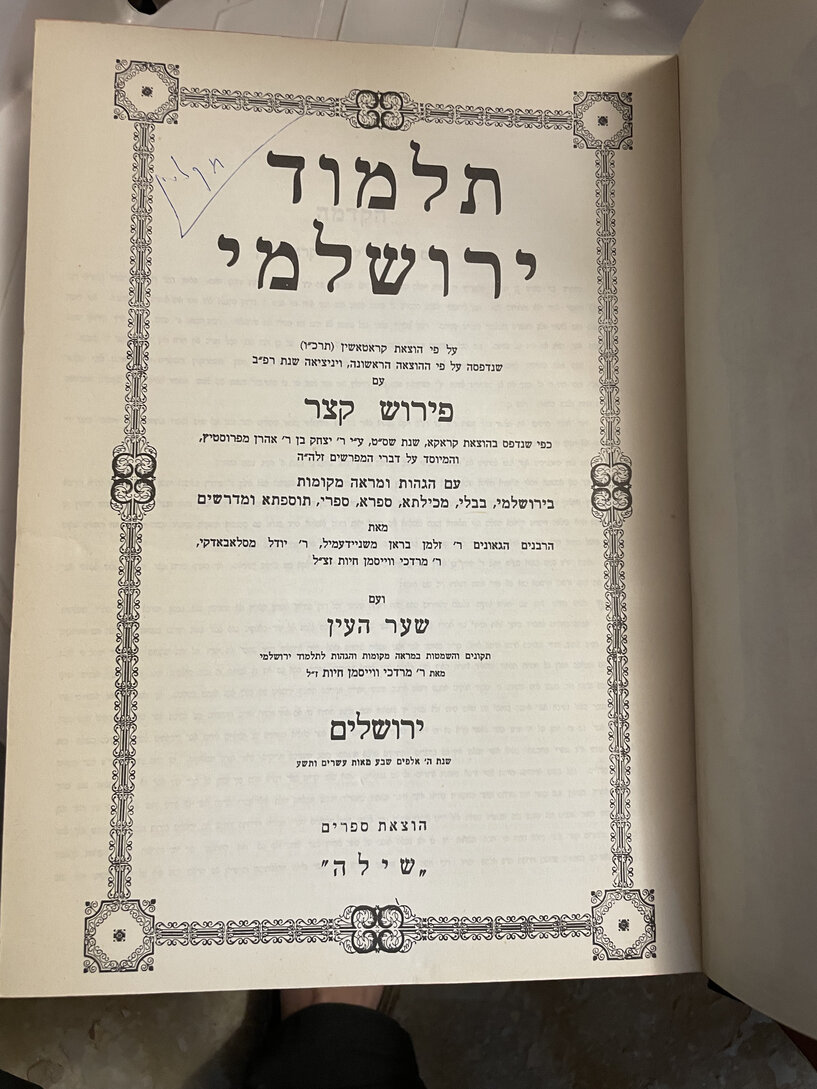 תלמוד
ירושלמי
על פי הוצאת קראטאשין (תרכ״ו)
שנדפסה על פי ההוצאה הראשונה, ויניציאה שנת רפ״ב
עם
פירוש קצר
כפי שנדפס בהוצאת קראקא, שנת שס״ט, ע״י ר׳ יצחק בן ר׳ אהרן מפרוסטיץ,
והמיוסד על דברי המפרשים זלה״ה
עם הגהות ומראה מקומות
בירושלמי, בבלי, מכילתא, ספרא, ספרי, תוספתא ומדרשים
מאת
הרבנים הגאונים ר׳ זלמן בראן משניידעמיל, ר׳ יודל מסלאבאדקי,
ר׳ מרדכי ווייסמן חיות זצ״ל
ועם
שער העין
תקונים והשמטות במראה מקומות והגהות לתלמוד ירושלמי
מאת ר׳ מרדכי ווייסמן חיות ז״ל
ירושלים
שנת ה׳ אלפים שבע מאות עשרים ותשע
הוצאת ספרים
„שילה״